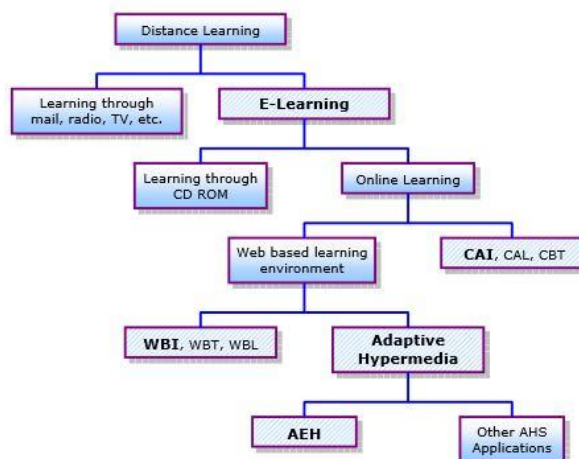 Distance Learning
Learning through
mail, radio, TV, etc.
E-Learning
Learning through
CD ROM
Online Learning
Web based learning
environment
CAI, CAL, CBT
WBI, WBT, WBL
Adaptive
Hypermedia
AEH
Other AHS
Applications